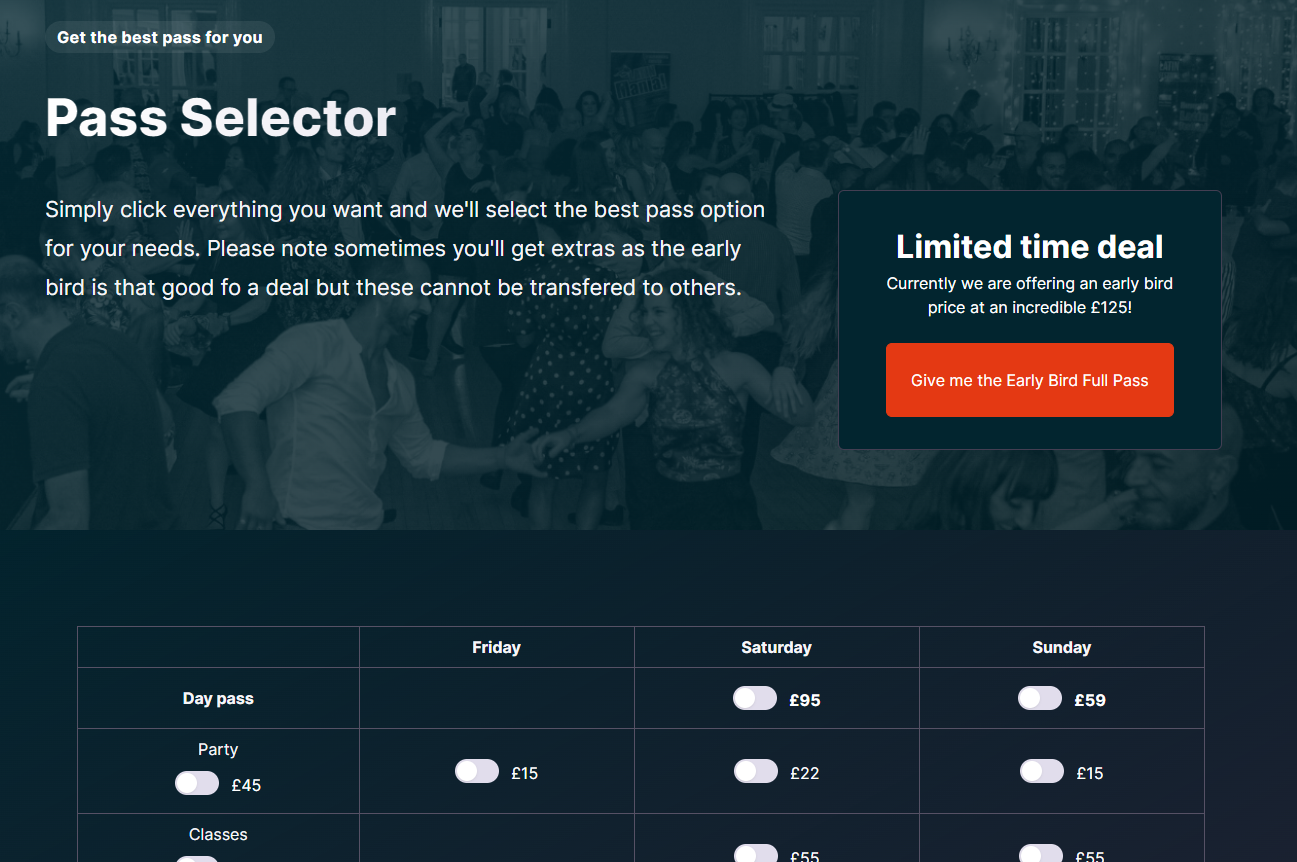 Get the best pass for you
Pass Selector
Simply click everything you want and we'll select the best pass option
for your needs. Please note sometimes you'll get extras as the early
bird is that good fo a deal but these cannot be transfered to others.
Limited time deal
Currently we are offering an early bird
price at an incredible £125!
Give me the Early Bird Full Pass
Friday Saturday Sunday
Day pass £95 £59
Party
£45 £15 £22 £15
Classes
£55 £55